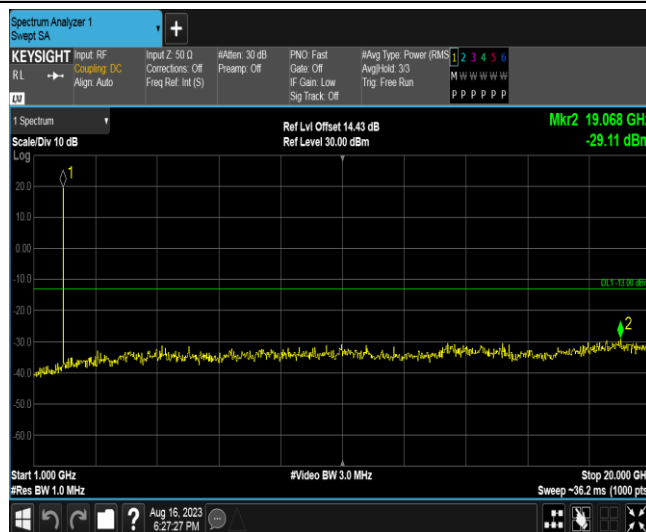 Spectrum Analyzer 1
Swept SA
+
KEYSIGHT
RL
LXI
Input: RF
Coupling: DC
Align: Auto
Input Z: 50 Ω
Corrections: Off
Freq Ref: Int (S)
#Atten: 30 dB
Preamp: Off
PNO: Fast
Gate: Off
IF Gain: Low
Sig Track: Off
#Avg Type: Power (RMS
Avg|Hold: 3/3
Trig: Free Run
1 2 3 4 5 6
M W W W W W
P P P P P P
1 Spectrum
Scale/Div 10 dB
Ref Lvl Offset 14.43 dB
Ref Level 30.00 dBm
Mkr2 19.068 GHz
-29.11 dBm
Log
1
20.0
10.0
0.00
-10.0
DL1 -13.00 dBm
-20.0
2
-30.0
-40.0
-50.0
-60.0
Start 1.000 GHz
#Res BW 1.0 MHz
#Video BW 3.0 MHz
Stop 20.000 GHz
Sweep ~36.2 ms (1000 pts
?
Aug 16, 2023
6:27:27 PM